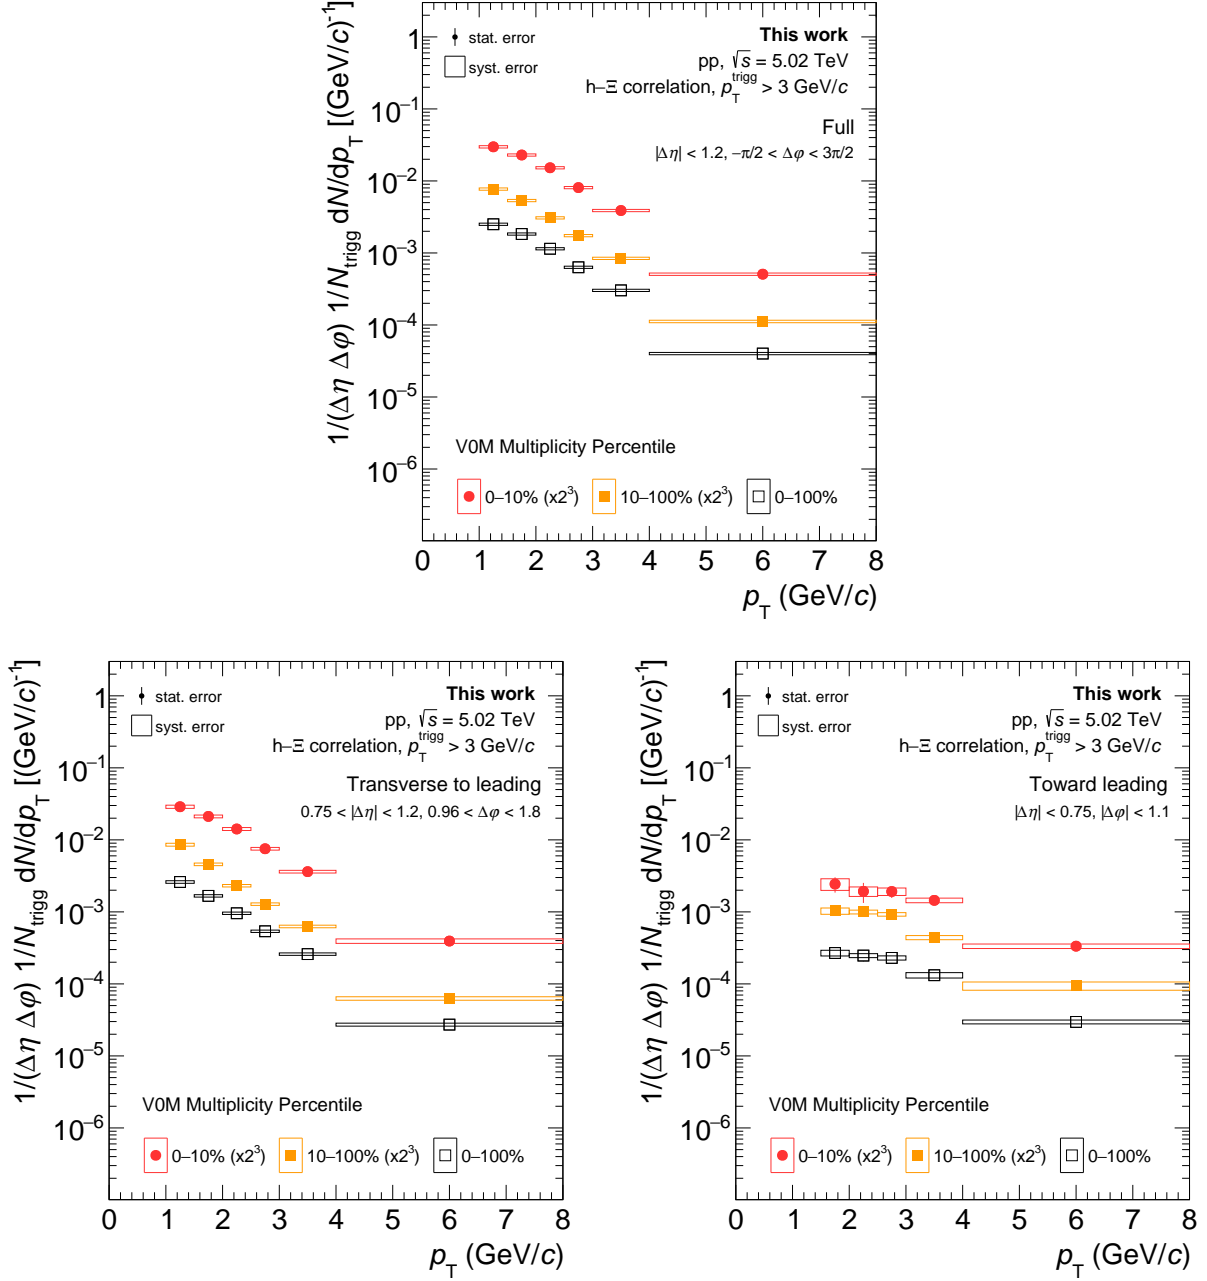 1/(Δη Δφ) 1/N_trigg dN/dp_T [(GeV/c)^-1]
1
10^−1
10^−2
10^−3
10^−4
10^−5
10^−6
stat. error
syst. error
This work
pp, √s = 5.02 TeV
h–Ξ correlation, p_T^trigg > 3 GeV/c
Full
|Δη| < 1.2, −π/2 < Δφ < 3π/2
V0M Multiplicity Percentile
0–10% (x2^3) 10–100% (x2^3) 0–100%
0 1 2 3 4 5 6 7 8
p_T (GeV/c)
1/(Δη Δφ) 1/N_trigg dN/dp_T [(GeV/c)^-1]
1
10^−1
10^−2
10^−3
10^−4
10^−5
10^−6
stat. error
syst. error
This work
pp, √s = 5.02 TeV
h–Ξ correlation, p_T^trigg > 3 GeV/c
Transverse to leading
0.75 < |Δη| < 1.2, 0.96 < Δφ < 1.8
V0M Multiplicity Percentile
0–10% (x2^3) 10–100% (x2^3) 0–100%
0 1 2 3 4 5 6 7 8
p_T (GeV/c)
1/(Δη Δφ) 1/N_trigg dN/dp_T [(GeV/c)^-1]
1
10^−1
10^−2
10^−3
10^−4
10^−5
10^−6
stat. error
syst. error
This work
pp, √s = 5.02 TeV
h–Ξ correlation, p_T^trigg > 3 GeV/c
Toward leading
|Δη| < 0.75, |Δφ| < 1.1
V0M Multiplicity Percentile
0–10% (x2^3) 10–100% (x2^3) 0–100%
0 1 2 3 4 5 6 7 8
p_T (GeV/c)